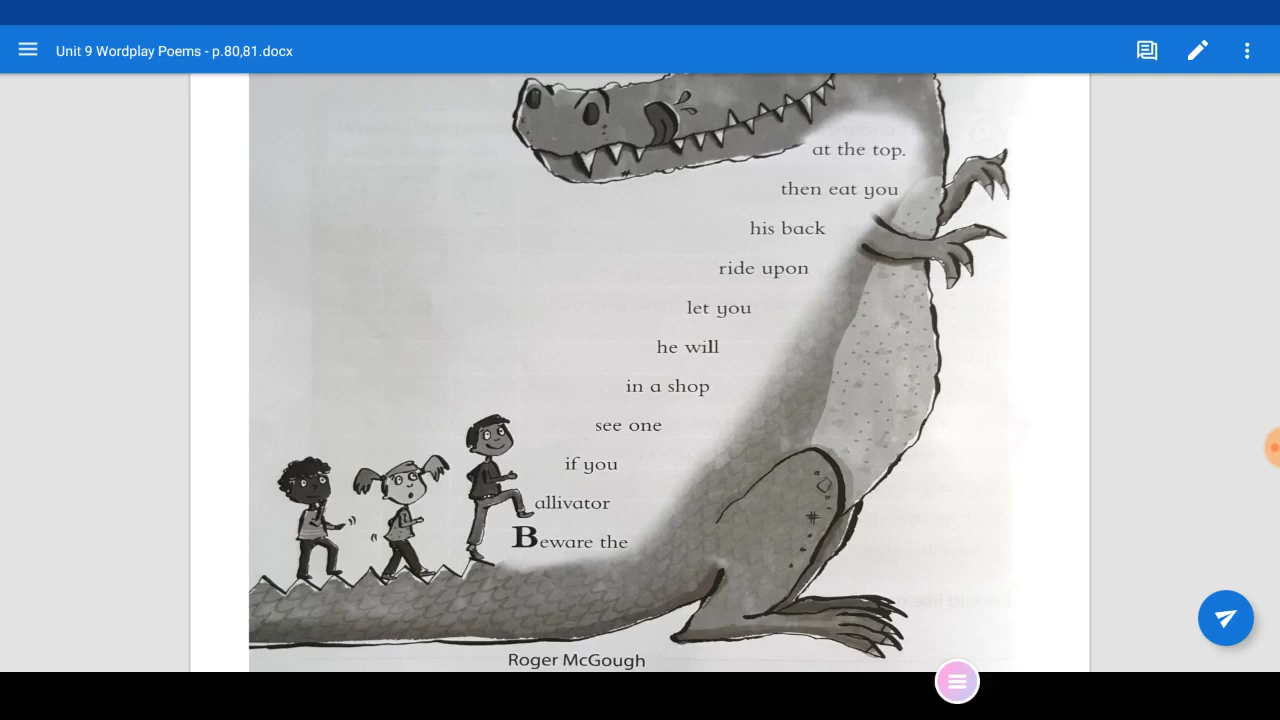 Unit 9 Wordplay Poems - p.80,81.docx
at the top.
then eat you
his back
ride upon
let you
he will
in a shop
see one
if you
allivator
Beware the
Roger McGough